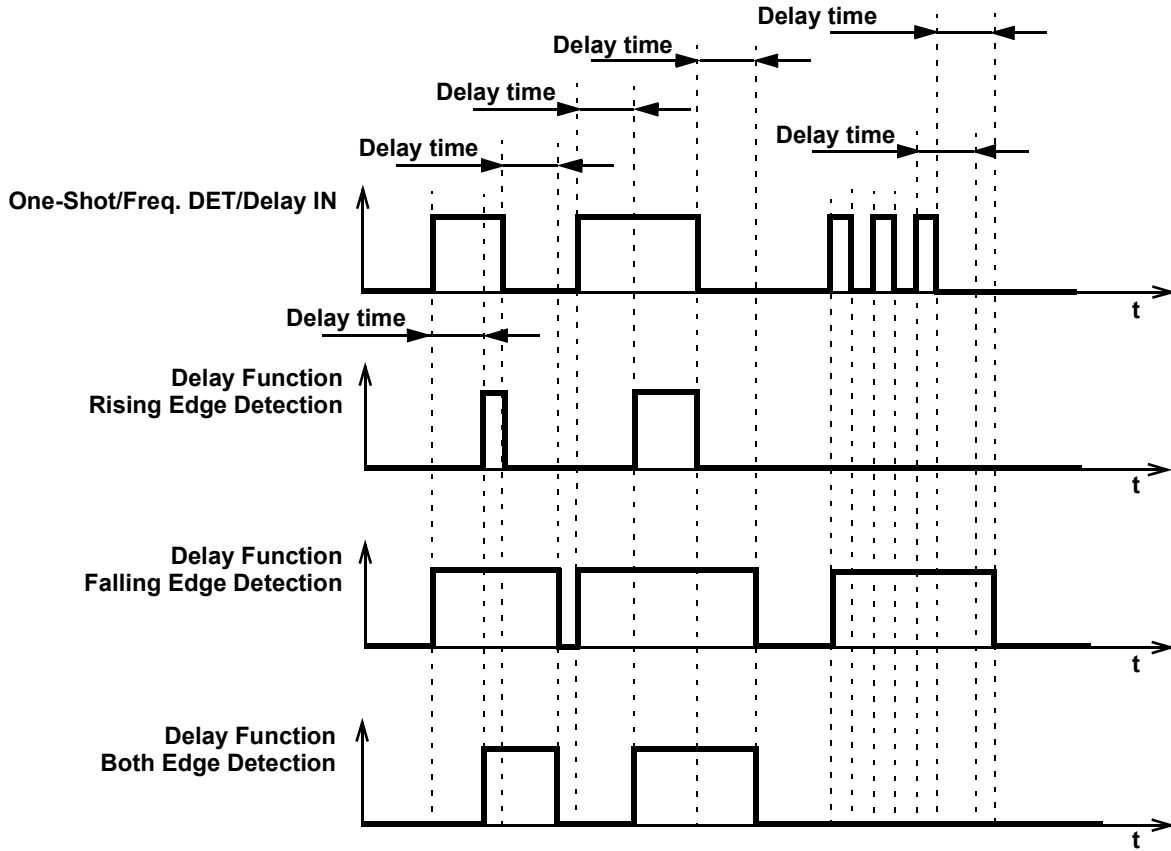 Delay time
Delay time
Delay time
Delay time
Delay time
One-Shot/Freq. DET/Delay IN
t
Delay time
Delay Function
Rising Edge Detection
t
Delay Function
Falling Edge Detection
t
Delay Function
Both Edge Detection
t